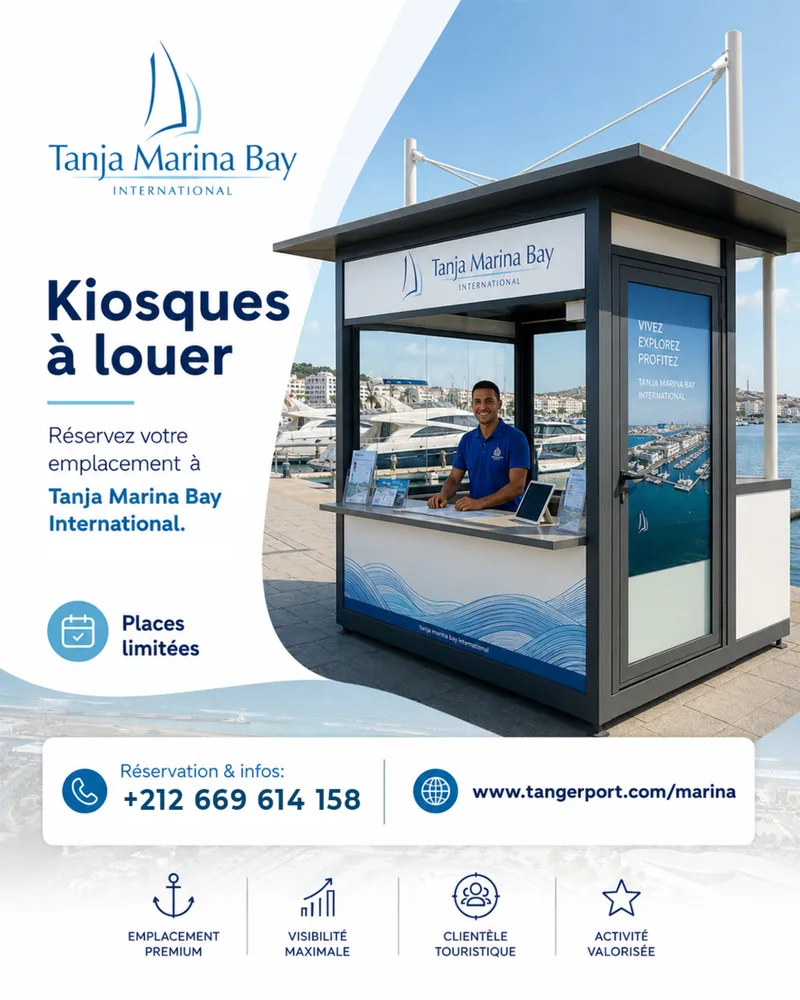 Tanja Marina Bay
INTERNATIONAL
Kiosques
à louer
Réservez votre
emplacement à
Tanja Marina Bay
International.
Places
limitées
Tanja Marina Bay
INTERNATIONAL
VIVEZ
EXPLOREZ
PROFITEZ
TANJA MARINA BAY
INTERNATIONAL
Tanja marina bay international
Réservation & infos:
+212 669 614 158
www.tangerport.com/marina
EMPLACEMENT
PREMIUM
VISIBILITÉ
MAXIMALE
CLIENTÈLE
TOURISTIQUE
ACTIVITÉ
VALORISÉE